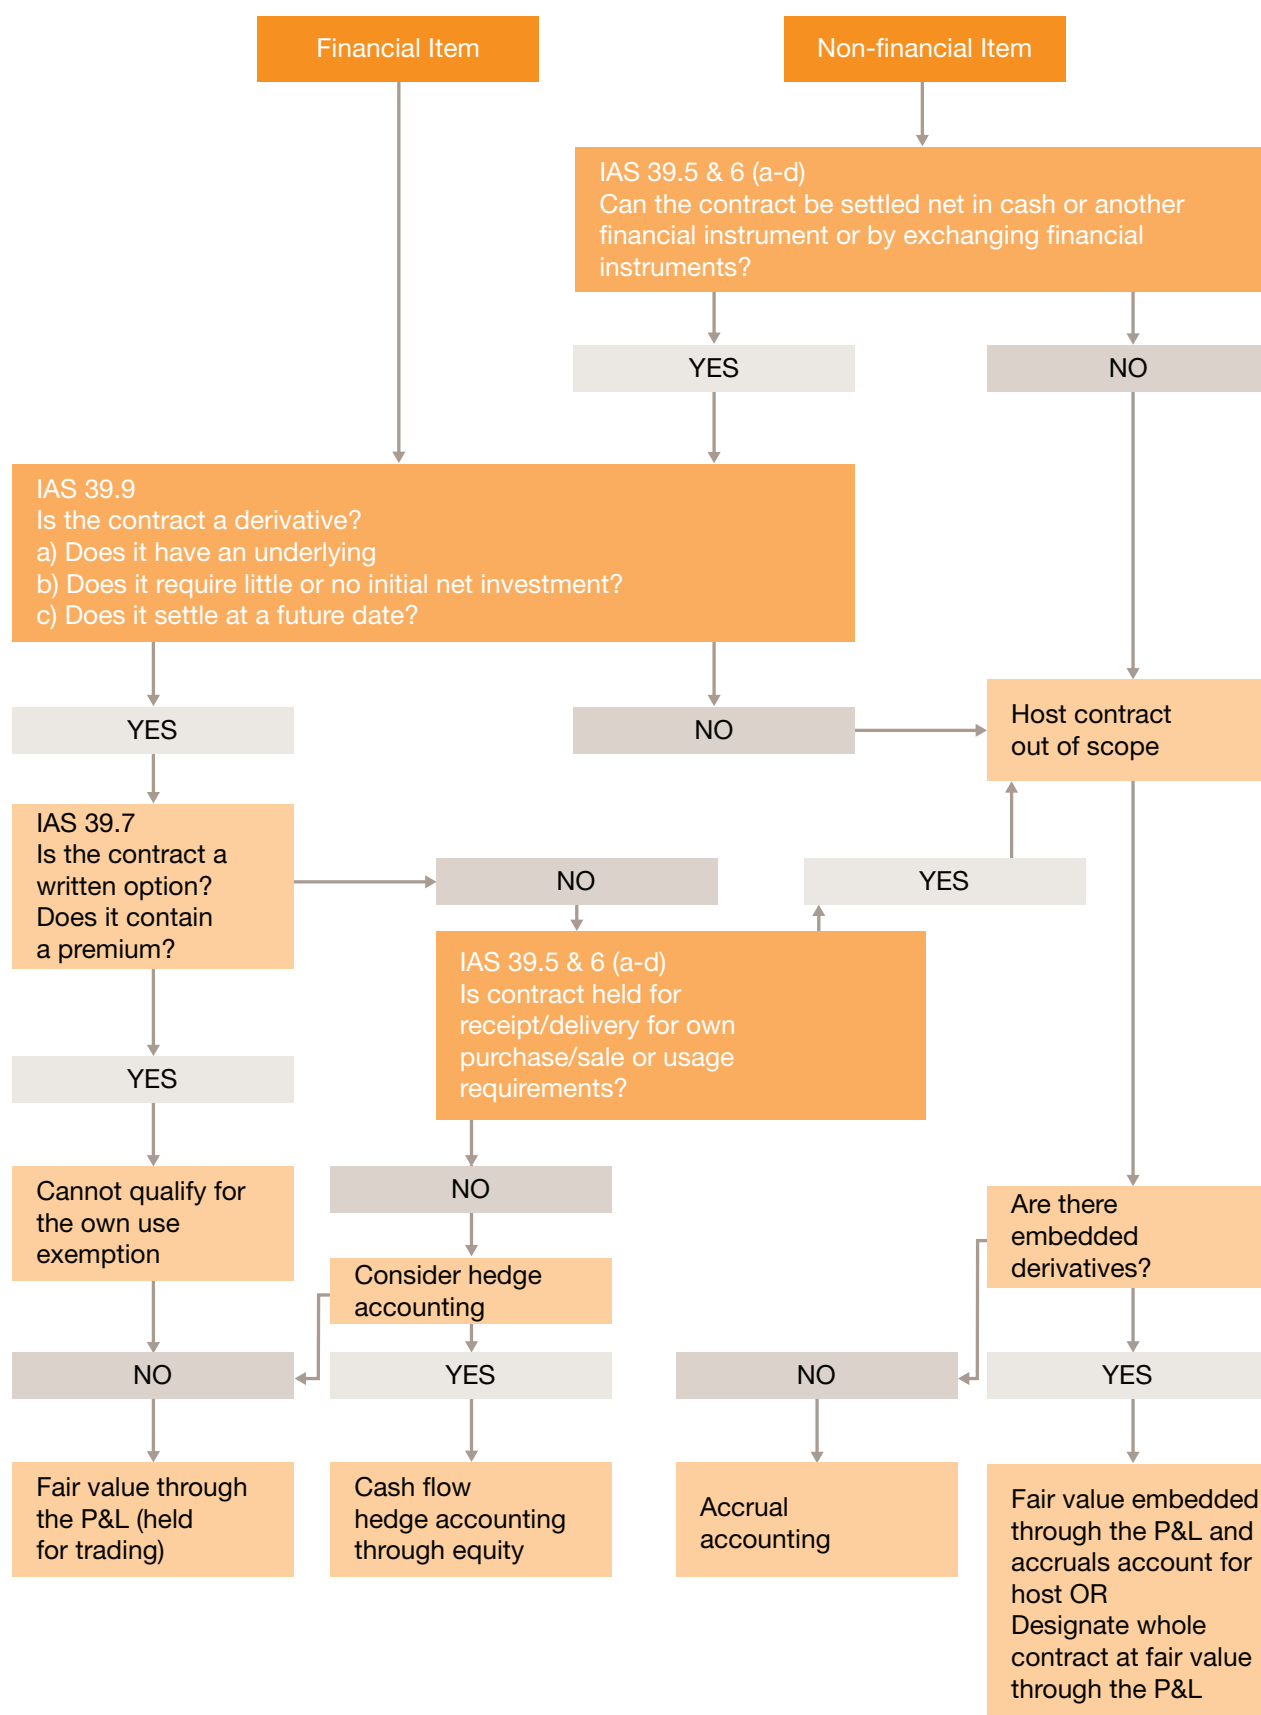 Financial Item
Non-financial Item
IAS 39.5 & 6 (a-d)
Can the contract be settled net in cash or another
financial instrument or by exchanging financial
instruments?
YES
NO
IAS 39.9
Is the contract a derivative?
a) Does it have an underlying
b) Does it require little or no initial net investment?
c) Does it settle at a future date?
YES
NO
Host contract
out of scope
IAS 39.7
Is the contract a
written option?
Does it contain
a premium?
NO
YES
IAS 39.5 & 6 (a-d)
Is contract held for
receipt/delivery for own
purchase/sale or usage
requirements?
YES
Cannot qualify for
the own use
exemption
NO
Consider hedge
accounting
Are there
embedded
derivatives?
NO
YES
NO
YES
Fair value through
the P&L (held
for trading)
Cash flow
hedge accounting
through equity
Accrual
accounting
Fair value embedded
through the P&L and
accruals account for
host OR
Designate whole
contract at fair value
through the P&L